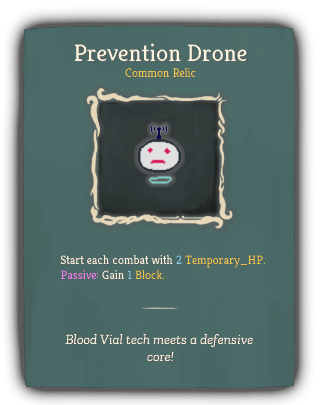 Prevention Drone
Common Relic
Start each combat with 2 Temporary_HP.
Passive: Gain 1 Block.
Blood Vial tech meets a defensive
core!